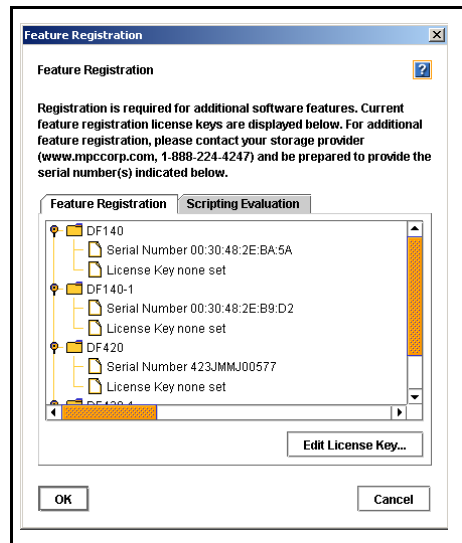 Feature Registration
Feature Registration
Registration is required for additional software features. Current
feature registration license keys are displayed below. For additional
feature registration, please contact your storage provider
(www.mpccorp.com, 1-888-224-4247) and be prepared to provide the
serial number(s) indicated below.
Feature Registration Scripting Evaluation
DF140
Serial Number 00:30:48:2E:BA:5A
License Key none set
DF140-1
Serial Number 00:30:48:2E:B9:D2
License Key none set
DF420
Serial Number 423JMMJ00577
License Key none set
Edit License Key...
OK Cancel